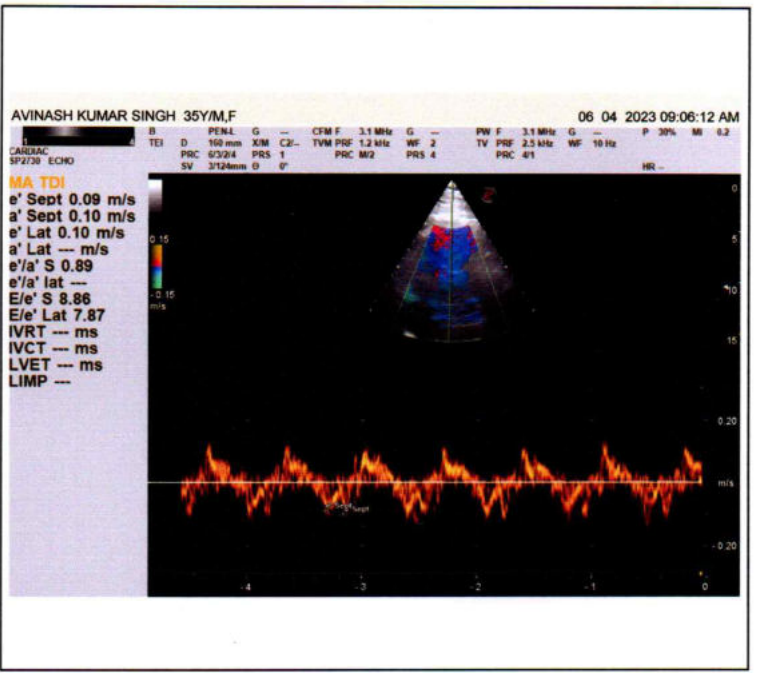 AVINASH KUMAR SINGH 35Y/M,F 06 04 2023 09:06:12 AM
B PEN-L G --- CFM F 3.1 MHz G --- PW F 3.1 MHz G --- P 30% MI 0.2
TEI D 160 mm X/M C2/-- TVM PRF 1.2 kHz WF 2 TV PRF 2.5 kHz WF 10 Hz
PRC 6/3/2/4 PRS 1 PRC M/2 PRS 4 PRC 4/1
SV 3/124mm Θ 0° HR --
CARDIAC
SP2730 ECHO
MA TDI
e' Sept 0.09 m/s
a' Sept 0.10 m/s
e' Lat 0.10 m/s
a' Lat --- m/s
e'/a' S 0.89
e'/a' lat ---
E/e' S 8.86
E/e' Lat 7.87
IVRT --- ms
IVCT --- ms
LVET --- ms
LIMP ---
0.15
-0.15
m/s
0
5
10
15
0.20
m/s
-0.20
Sept
-4
-3
-2
-1
0